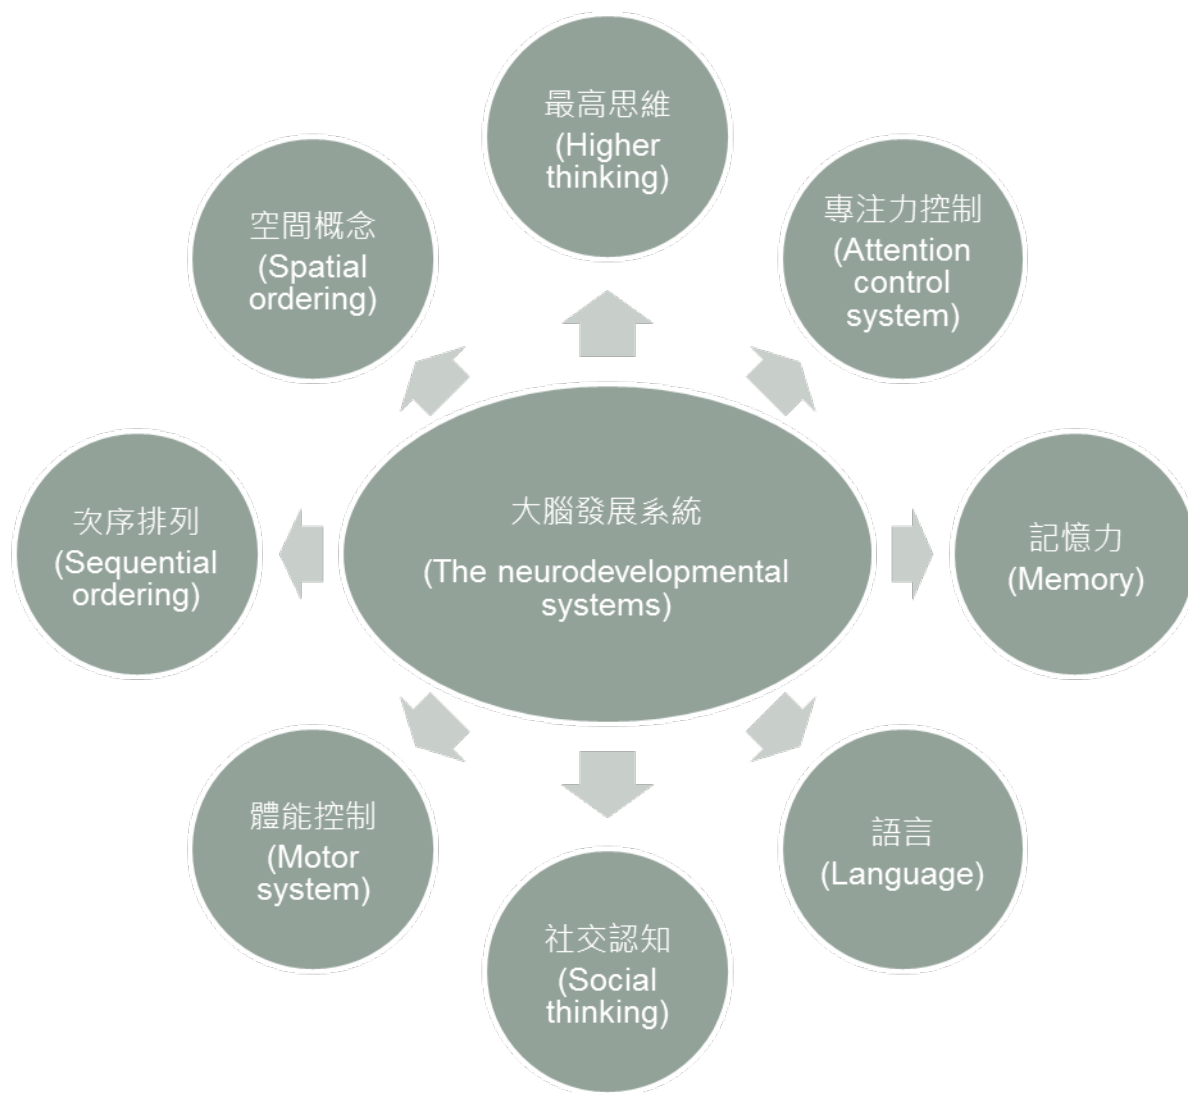 最高思維
(Higher
thinking)
專注力控制
(Attention
control
system)
記憶力
(Memory)
語言
(Language)
社交認知
(Social
thinking)
體能控制
(Motor
system)
次序排列
(Sequential
ordering)
空間概念
(Spatial
ordering)
大腦發展系統
(The neurodevelopmental
systems)